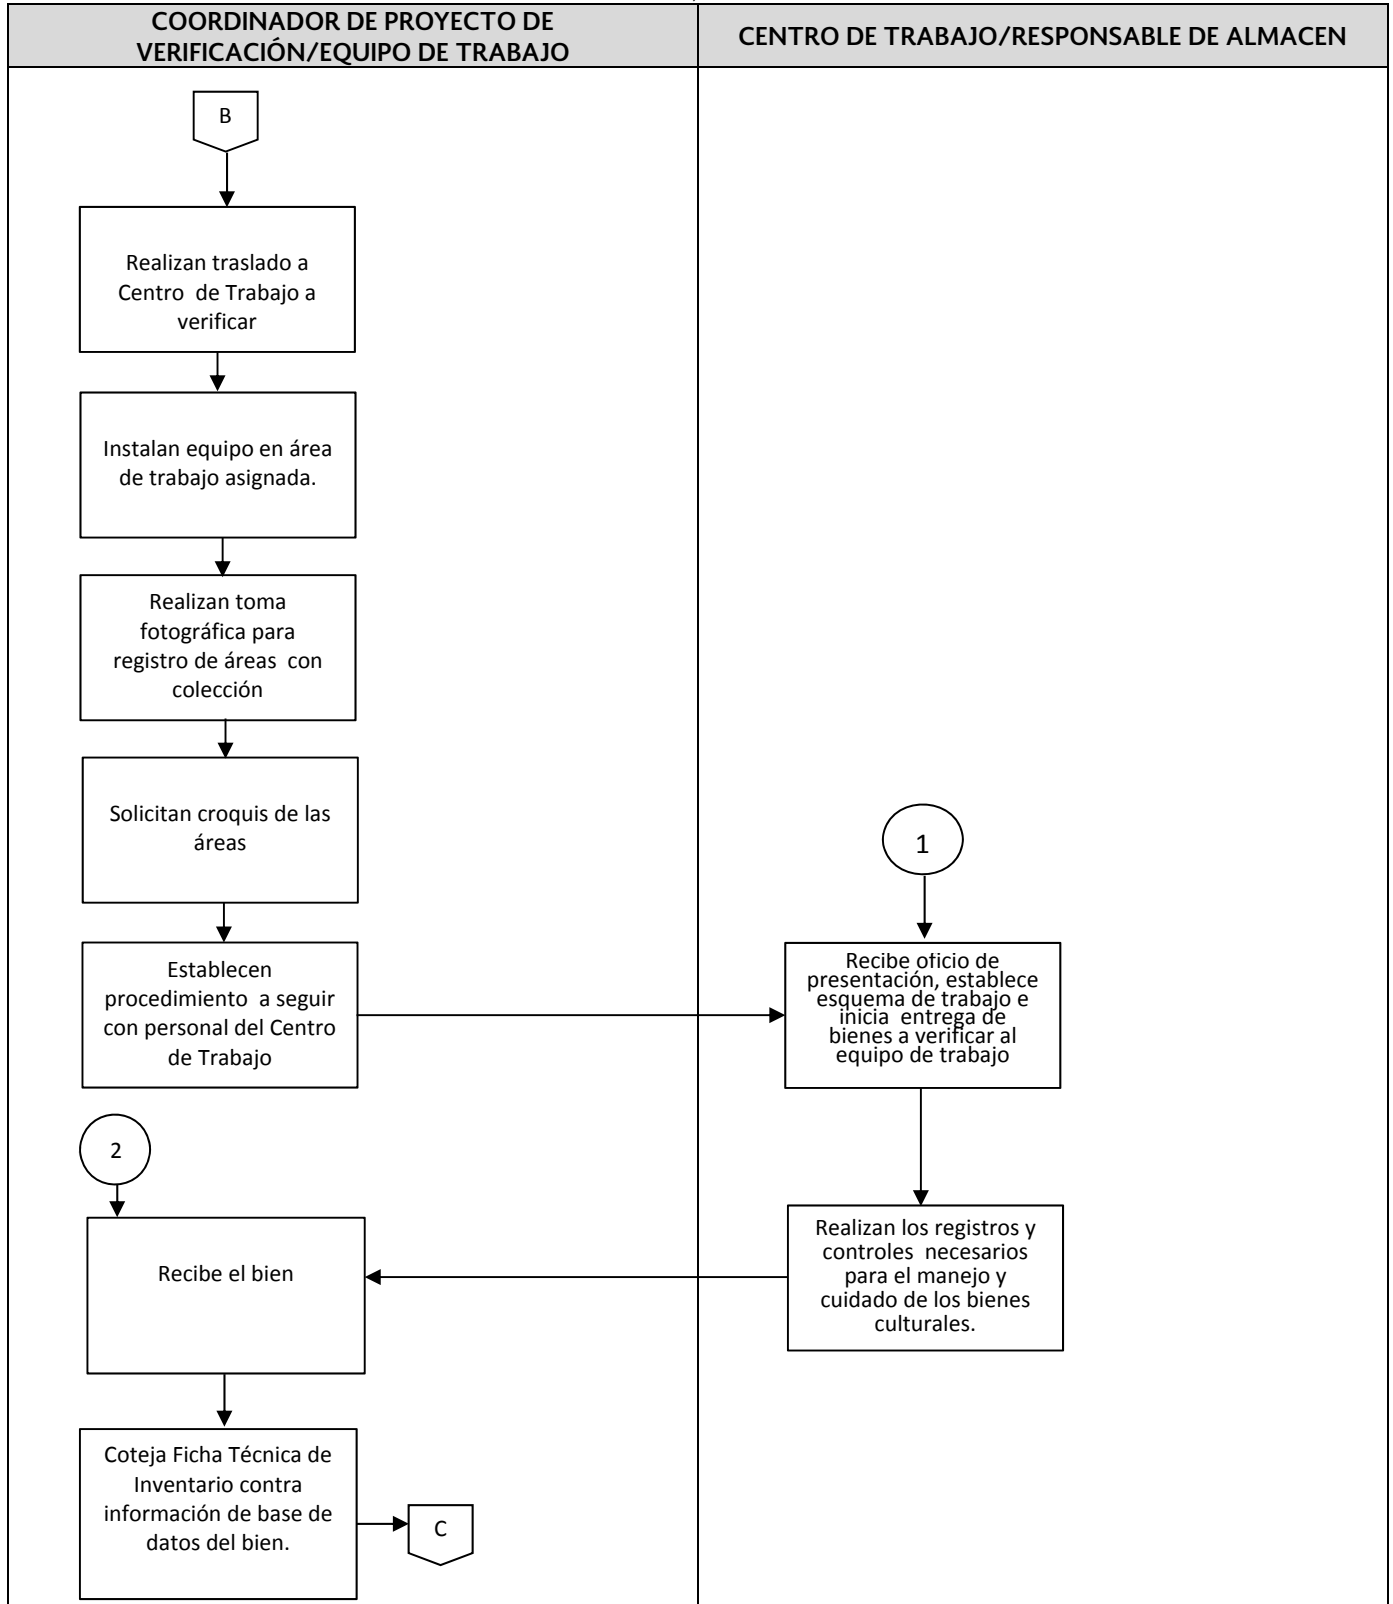 COORDINADOR DE PROYECTO DE
VERIFICACIÓN/EQUIPO DE TRABAJO
CENTRO DE TRABAJO/RESPONSABLE DE ALMACEN
B
Realizan traslado a
Centro de Trabajo a
verificar
Instalan equipo en área
de trabajo asignada.
Realizan toma
fotográfica para
registro de áreas con
colección
Solicitan croquis de las
áreas
1
Establecen
procedimiento a seguir
con personal del Centro
de Trabajo
Recibe oficio de
presentación, establece
esquema de trabajo e
inicia entrega de
bienes a verificar al
equipo de trabajo
2
Recibe el bien
Realizan los registros y
controles necesarios
para el manejo y
cuidado de los bienes
culturales.
Coteja Ficha Técnica de
Inventario contra
información de base de
datos del bien.
C